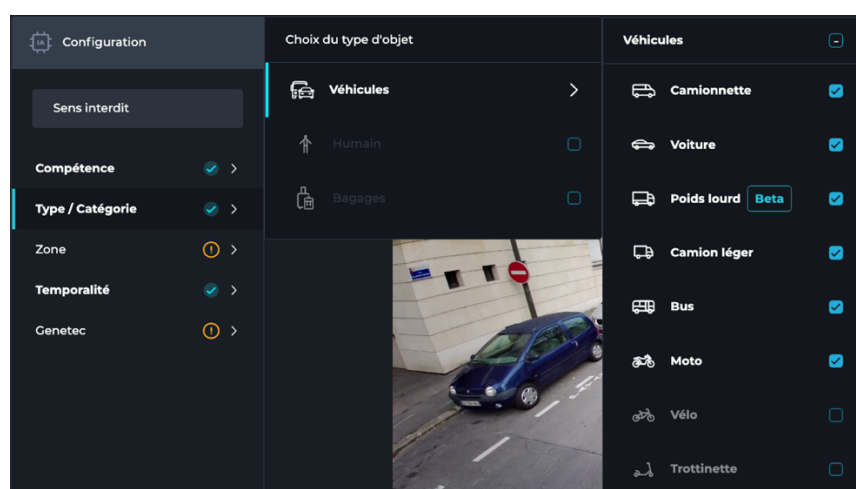 IA
Configuration
Sens interdit
Compétence
Type / Catégorie
Zone
Temporalité
Genetec
Choix du type d'objet
Véhicules
Humain
Bagages
Véhicules
Camionnette
Voiture
Poids lourd Beta
Camion léger
Bus
Moto
Vélo
Trottinette